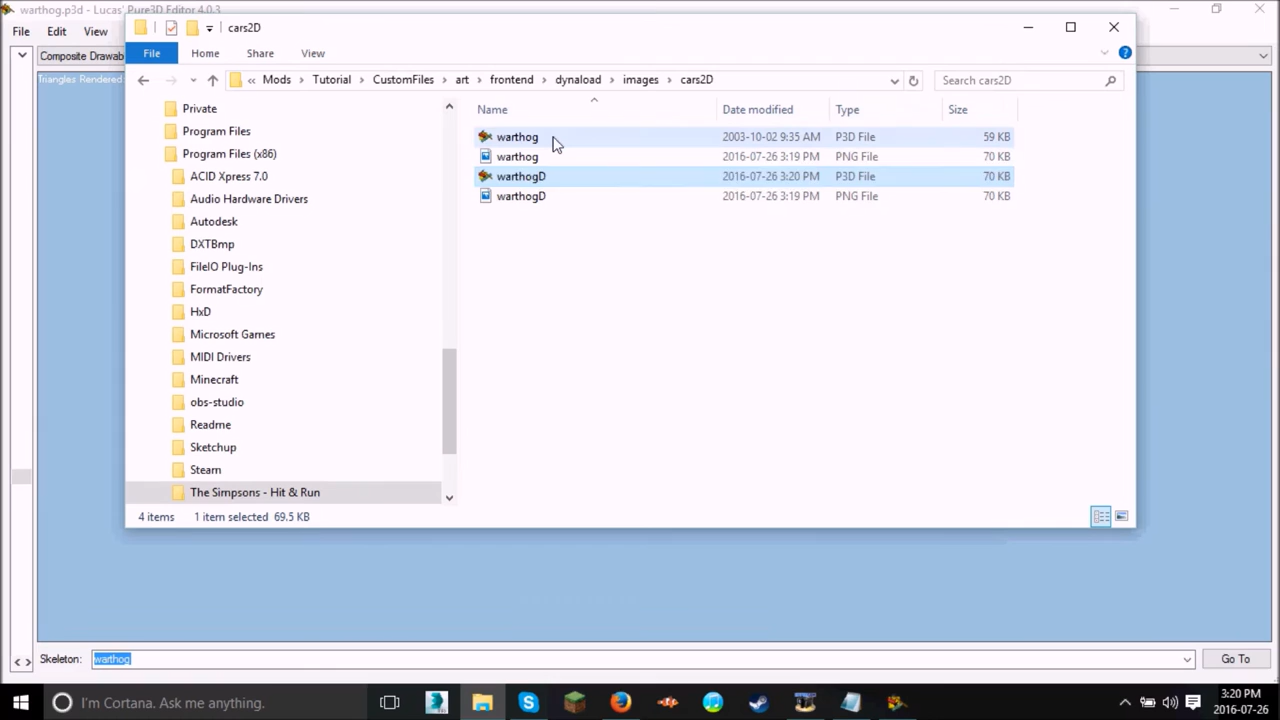 warthog.p3d - Lucas' Pure3D Editor 4.0.3
File Edit View
Composite Drawab
Triangles Rendered:
cars2D
File Home Share View
« Mods Tutorial CustomFiles art frontend dynaload images cars2D
Search cars2D
Name Date modified Type Size
warthog 2003-10-02 9:35 AM P3D File 59 KB
warthog 2016-07-26 3:19 PM PNG File 70 KB
warthogD 2016-07-26 3:20 PM P3D File 70 KB
warthogD 2016-07-26 3:19 PM PNG File 70 KB
Private
Program Files
Program Files (x86)
ACID Xpress 7.0
Audio Hardware Drivers
Autodesk
DXTBmp
FileIO Plug-Ins
FormatFactory
HxD
Microsoft Games
MIDI Drivers
Minecraft
obs-studio
Readme
Sketchup
Steam
The Simpsons - Hit & Run
4 items 1 item selected 69.5 KB
Skeleton: warthog Go To
I'm Cortana. Ask me anything.
3:20 PM
2016-07-26